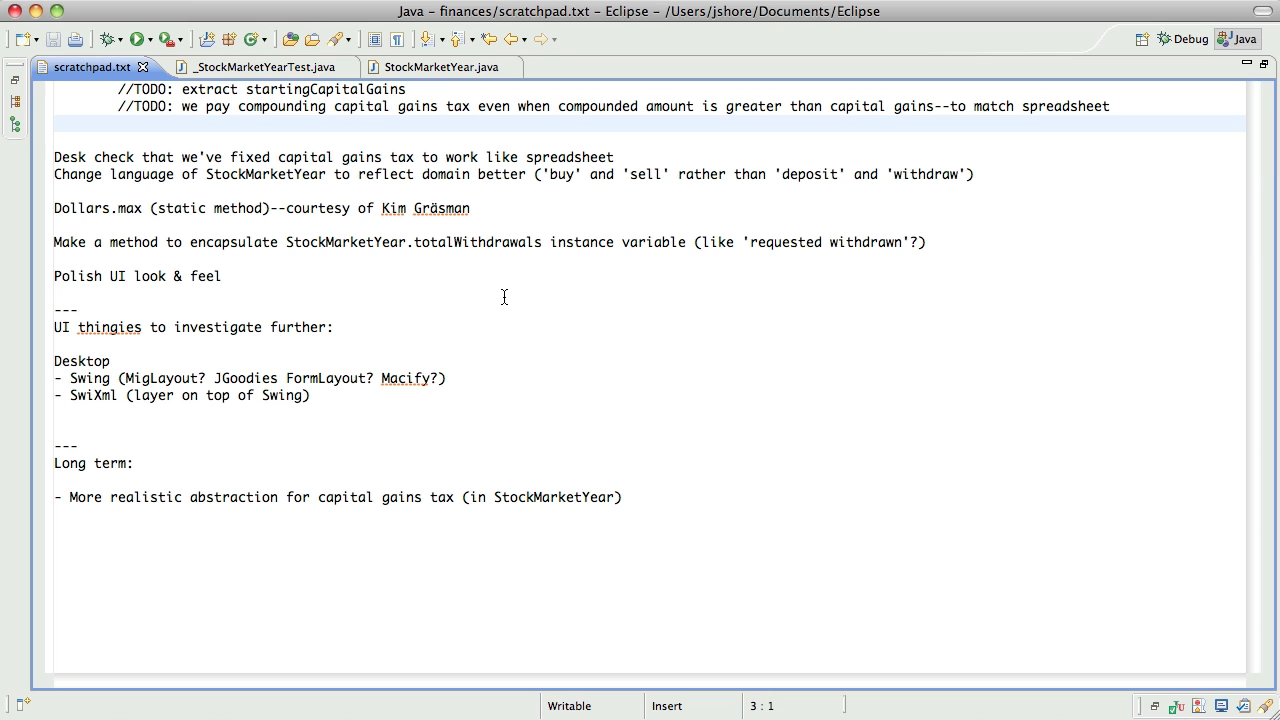 Java - finances/scratchpad.txt - Eclipse - /Users/jshore/Documents/Eclipse
Debug
Java
scratchpad.txt
_StockMarketYearTest.java
StockMarketYear.java
//TODO: extract startingCapitalGains
//TODO: we pay compounding capital gains tax even when compounded amount is greater than capital gains--to match spreadsheet
Desk check that we've fixed capital gains tax to work like spreadsheet
Change language of StockMarketYear to reflect domain better ('buy' and 'sell' rather than 'deposit' and 'withdraw')
Dollars.max (static method)--courtesy of Kim Gräsman
Make a method to encapsulate StockMarketYear.totalWithdrawals instance variable (like 'requested withdrawn'?)
Polish UI look & feel
---
UI thingies to investigate further:
Desktop
- Swing (MigLayout? JGoodies FormLayout? Macify?)
- SwiXml (layer on top of Swing)
---
Long term:
- More realistic abstraction for capital gains tax (in StockMarketYear)
Writable
Insert
3 : 1